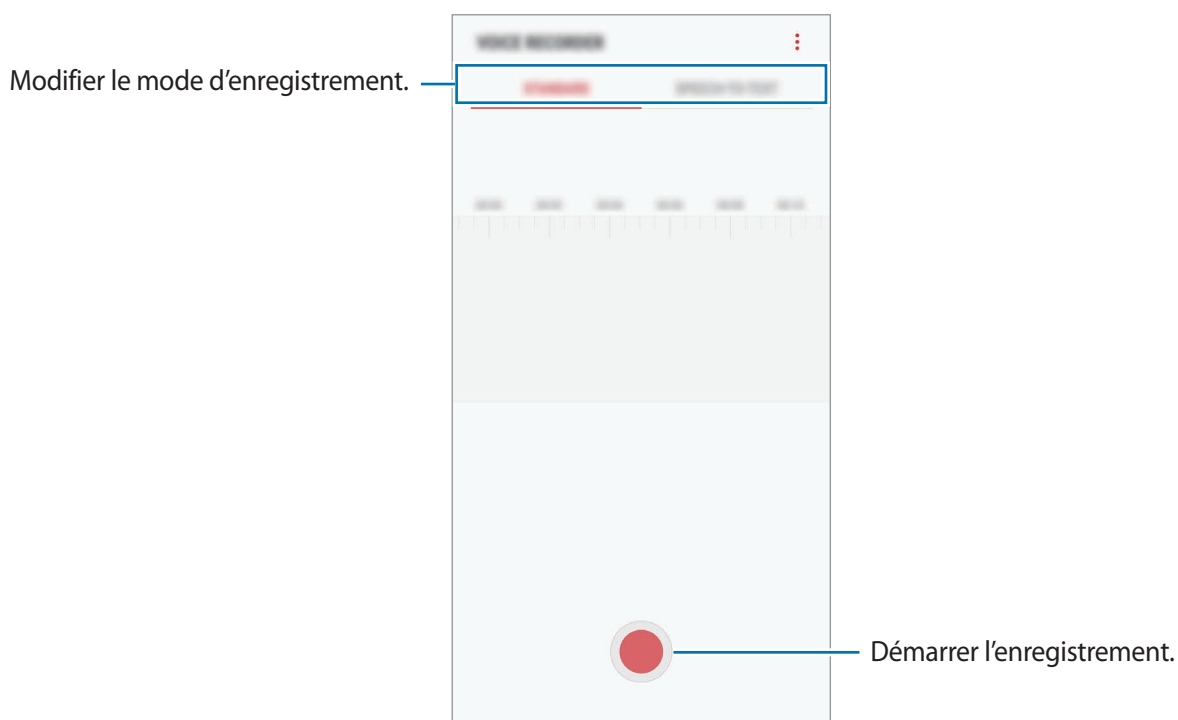 VOICE RECORDER
Modifier le mode d’enregistrement.
STANDARD SPEECH-TO-TEXT
Démarrer l’enregistrement.